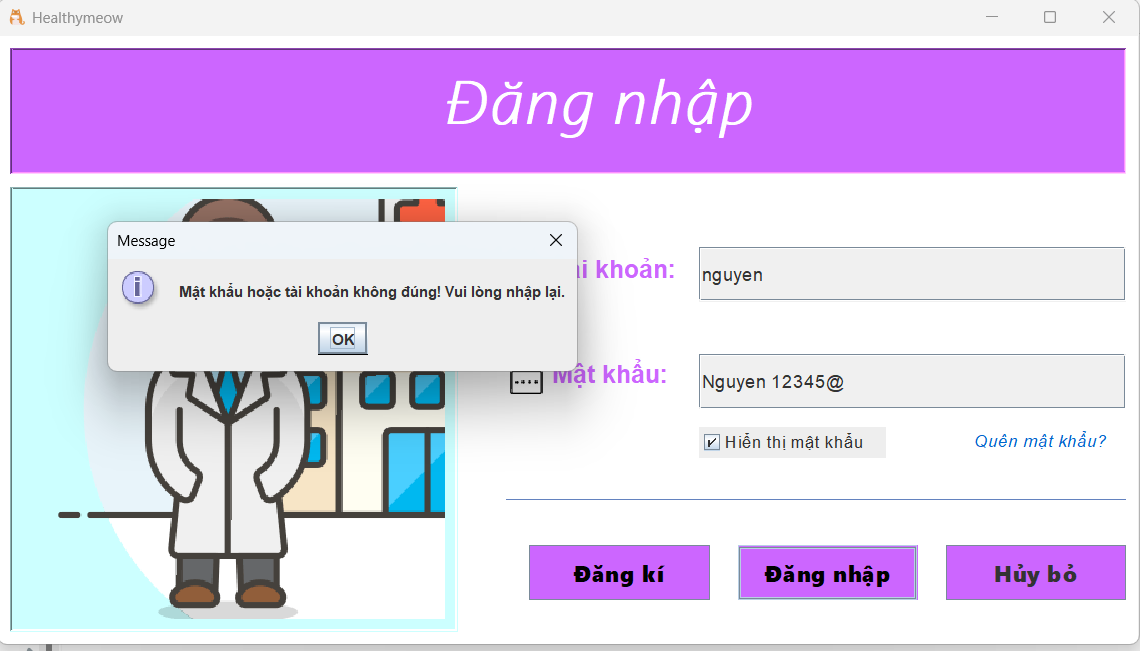 Healthymeow
Đăng nhập
Message
Mật khẩu hoặc tài khoản không đúng! Vui lòng nhập lại.
OK
khoản:
nguyen
Mật khẩu:
Nguyen 12345@
Hiển thị mật khẩu
Quên mật khẩu?
Đăng kí
Đăng nhập
Hủy bỏ